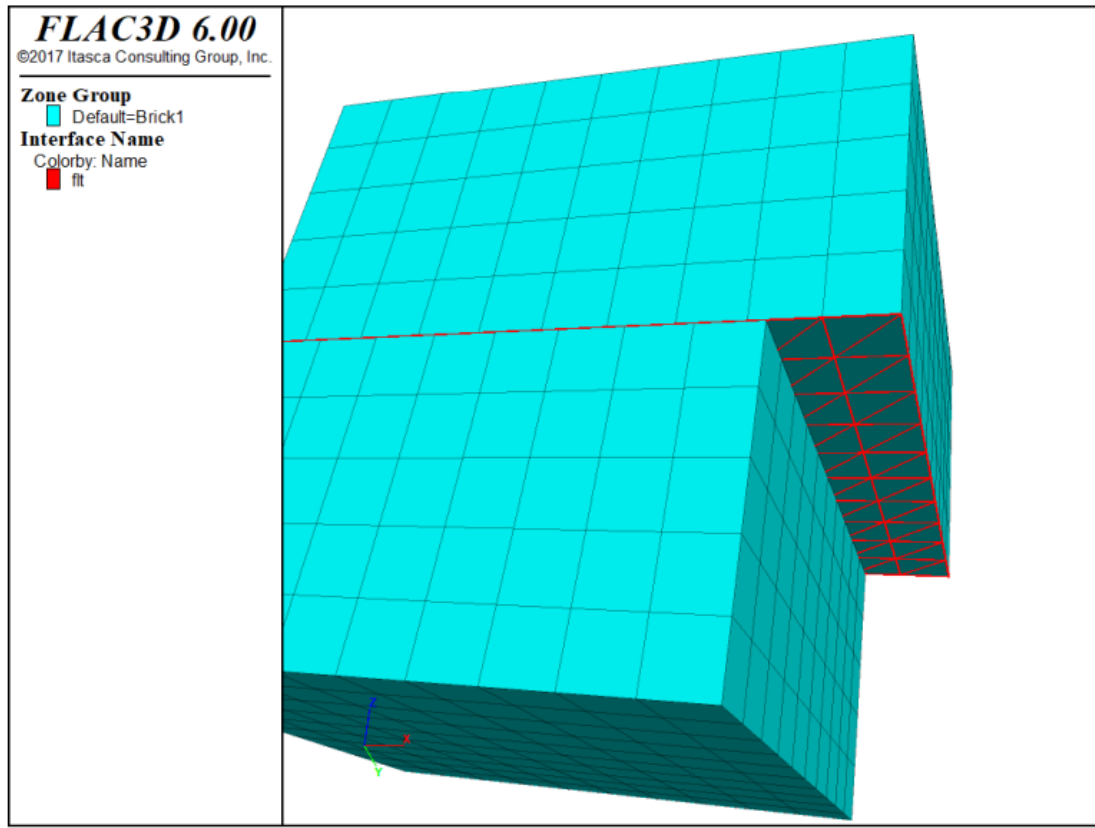 FLAC3D 6.00
©2017 Itasca Consulting Group, Inc.
Zone Group
Default=Brick1
Interface Name
Colorby: Name
flt
Z
X
Y